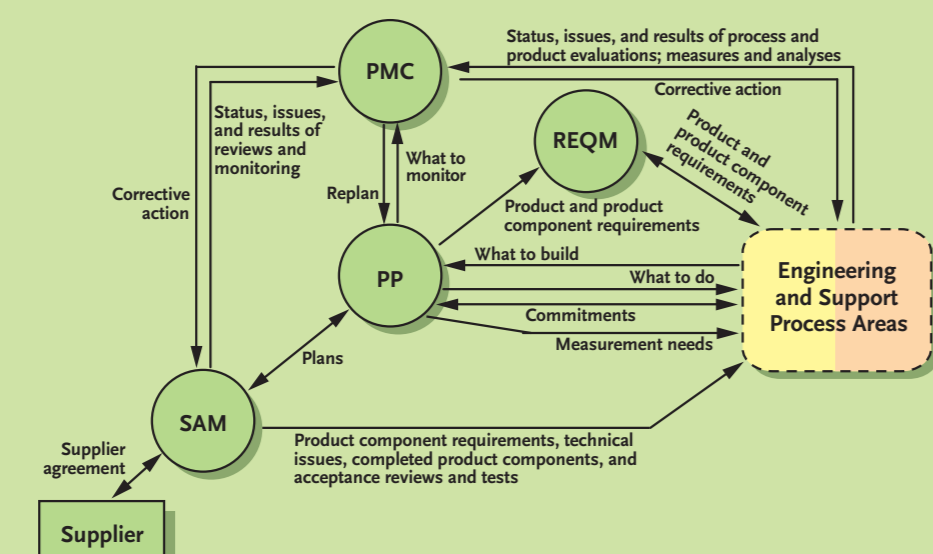 Status, issues, and results of process and
product evaluations; measures and analyses
PMC
Corrective action
Status, issues,
and results of
reviews and
monitoring
REQM
Product and
product component
requirements
What to
monitor
Replan
Corrective
action
Product and product
component requirements
What to build
PP
What to do
Engineering
and Support
Process Areas
Commitments
Measurement needs
Plans
SAM
Product component requirements, technical
issues, completed product components, and
acceptance reviews and tests
Supplier
agreement
Supplier